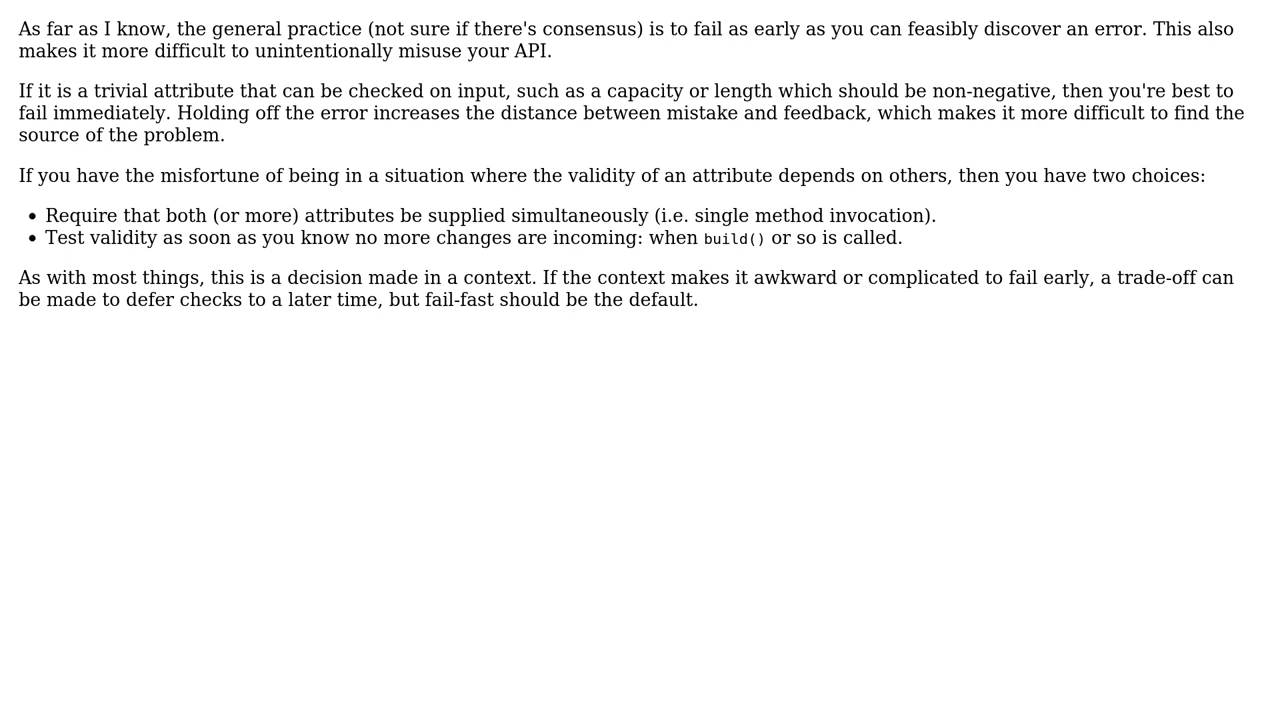 As far as I know, the general practice (not sure if there's consensus) is to fail as early as you can feasibly discover an error. This also
makes it more difficult to unintentionally misuse your API.
If it is a trivial attribute that can be checked on input, such as a capacity or length which should be non-negative, then you're best to
fail immediately. Holding off the error increases the distance between mistake and feedback, which makes it more difficult to find the
source of the problem.
If you have the misfortune of being in a situation where the validity of an attribute depends on others, then you have two choices:
• Require that both (or more) attributes be supplied simultaneously (i.e. single method invocation).
• Test validity as soon as you know no more changes are incoming: when build() or so is called.
As with most things, this is a decision made in a context. If the context makes it awkward or complicated to fail early, a trade-off can
be made to defer checks to a later time, but fail-fast should be the default.